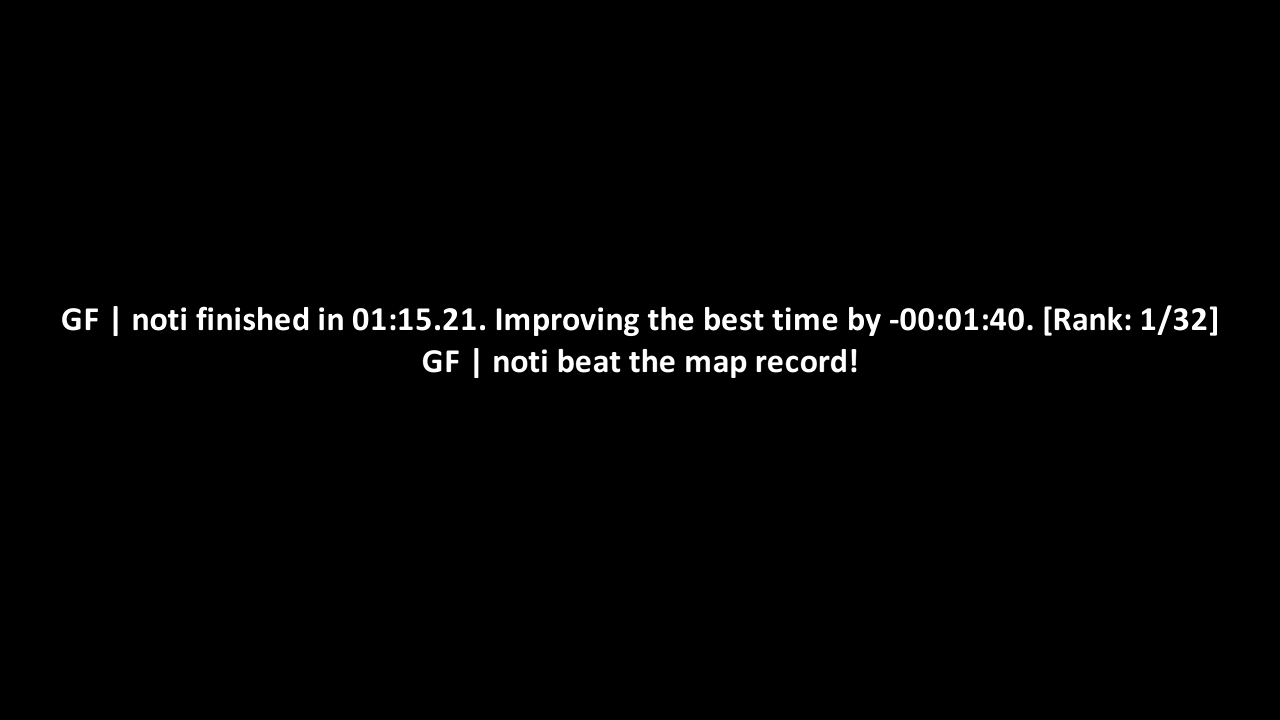 GF | noti finished in 01:15.21. Improving the best time by -00:01:40. [Rank: 1/32]
GF | noti beat the map record!